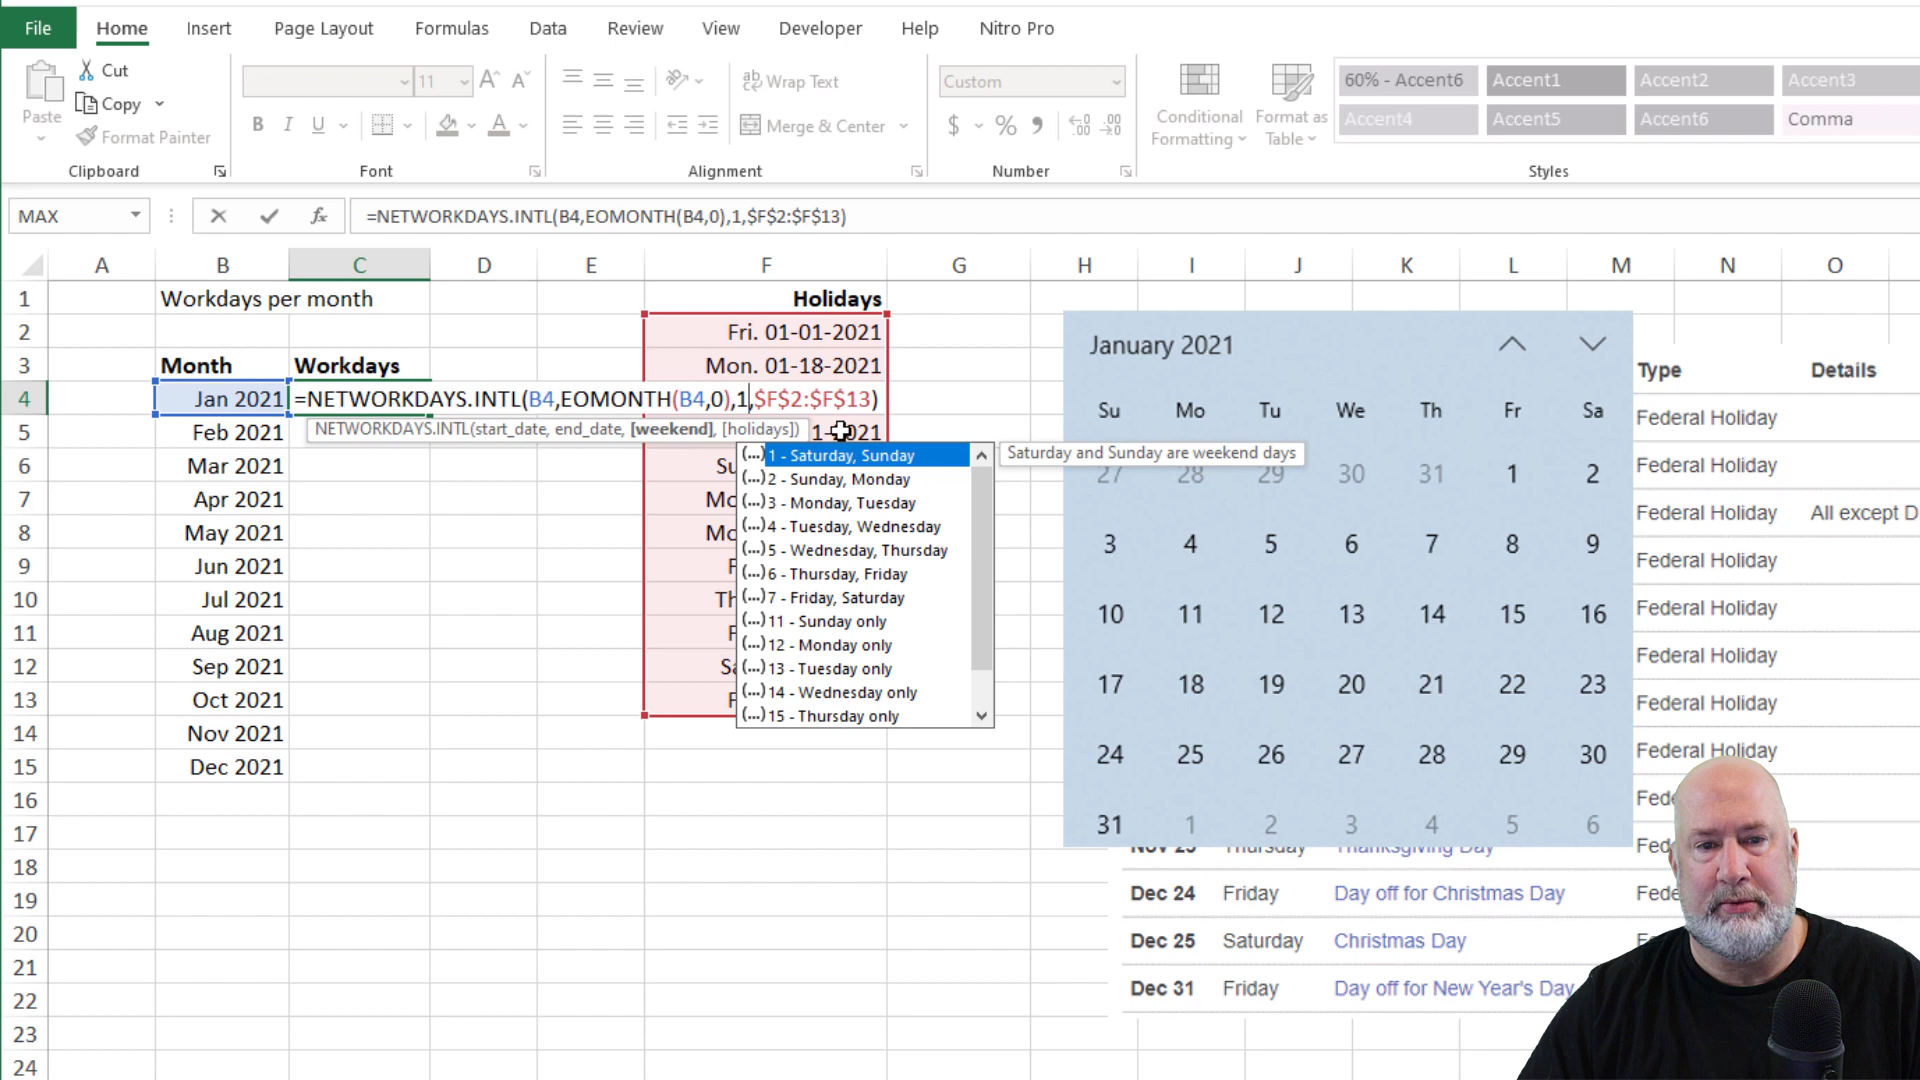 File Home Insert Page Layout Formulas Data Review View Developer Help Nitro Pro
Cut
Copy
Format Painter
Paste
Clipboard
11
B I U
Font
Wrap Text
Merge & Center
Alignment
Custom
$ % 9
Number
Conditional Formatting
Format as Table
60% - Accent6 Accent1 Accent2 Accent3
Accent4 Accent5 Accent6 Comma
Styles
MAX fx =NETWORKDAYS.INTL(B4,EOMONTH(B4,0),1,$F$2:$F$13)
A B C D E F G H I J K L M N O
1 Workdays per month Holidays
2 Fri. 01-01-2021
3 Month Workdays Mon. 01-18-2021
4 Jan 2021 =NETWORKDAYS.INTL(B4,EOMONTH(B4,0),1,$F$2:$F$13)
NETWORKDAYS.INTL(start_date, end_date, [weekend], [holidays])
5 Feb 2021
6 Mar 2021
7 Apr 2021
8 May 2021
9 Jun 2021
10 Jul 2021
11 Aug 2021
12 Sep 2021
13 Oct 2021
14 Nov 2021
15 Dec 2021
16
17
18
19
20
21
22
23
24
(...) 1 - Saturday, Sunday
(...) 2 - Sunday, Monday
(...) 3 - Monday, Tuesday
(...) 4 - Tuesday, Wednesday
(...) 5 - Wednesday, Thursday
(...) 6 - Thursday, Friday
(...) 7 - Friday, Saturday
(...) 11 - Sunday only
(...) 12 - Monday only
(...) 13 - Tuesday only
(...) 14 - Wednesday only
(...) 15 - Thursday only
Saturday and Sunday are weekend days
January 2021
Su Mo Tu We Th Fr Sa
27 28 29 30 31 1 2
3 4 5 6 7 8 9
10 11 12 13 14 15 16
17 18 19 20 21 22 23
24 25 26 27 28 29 30
31 1 2 3 4 5 6
Type Details
Federal Holiday
Federal Holiday
Federal Holiday All except D
Federal Holiday
Federal Holiday
Federal Holiday
Federal Holiday
Federal Holiday
Nov 25 Thursday Thanksgiving Day
Dec 24 Friday Day off for Christmas Day
Dec 25 Saturday Christmas Day
Dec 31 Friday Day off for New Year's Day